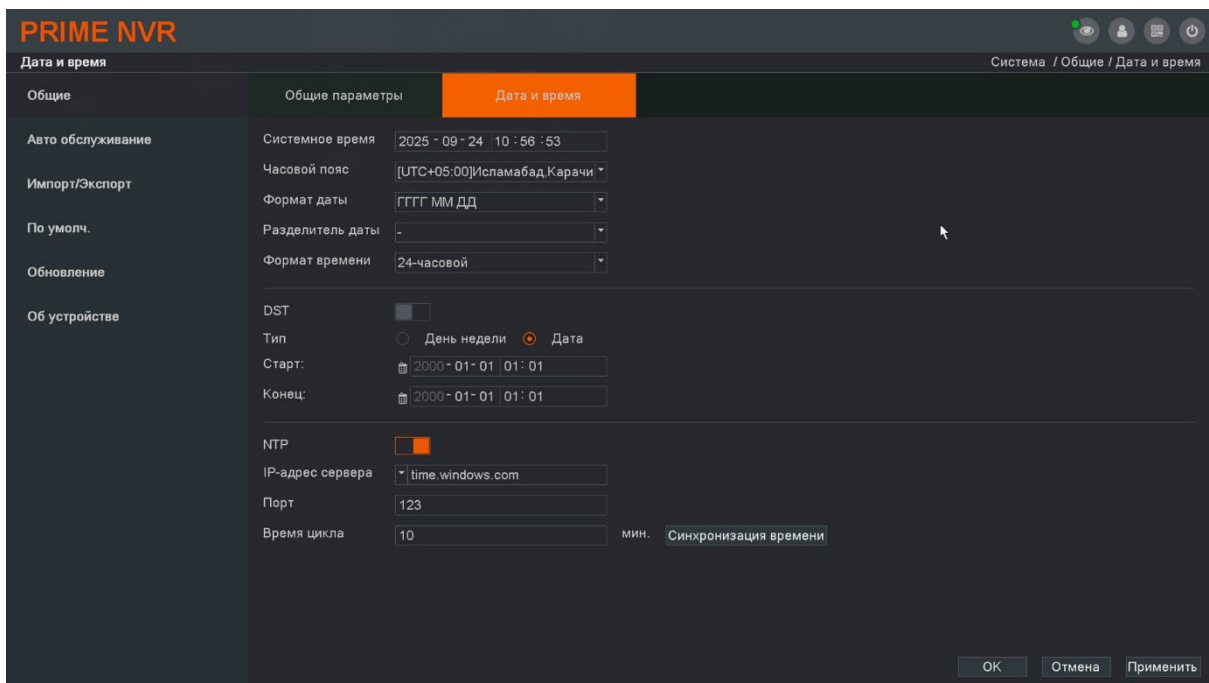 PRIME NVR
Дата и время
Система / Общие / Дата и время
Общие
Общие параметры
Дата и время
Авто обслуживание
Импорт/Экспорт
По умолч.
Обновление
Об устройстве
Системное время 2025 - 09 - 24 10 : 56 : 53
Часовой пояс [UTC+05:00]Исламабад,Карачи
Формат даты ГГГГ ММ ДД
Разделитель даты -
Формат времени 24-часовой
DST
Тип День недели Дата
Старт: 2000 - 01 - 01 01 : 01
Конец: 2000 - 01 - 01 01 : 01
NTP
IP-адрес сервера time.windows.com
Порт 123
Время цикла 10 мин. Синхронизация времени
OK Отмена Применить